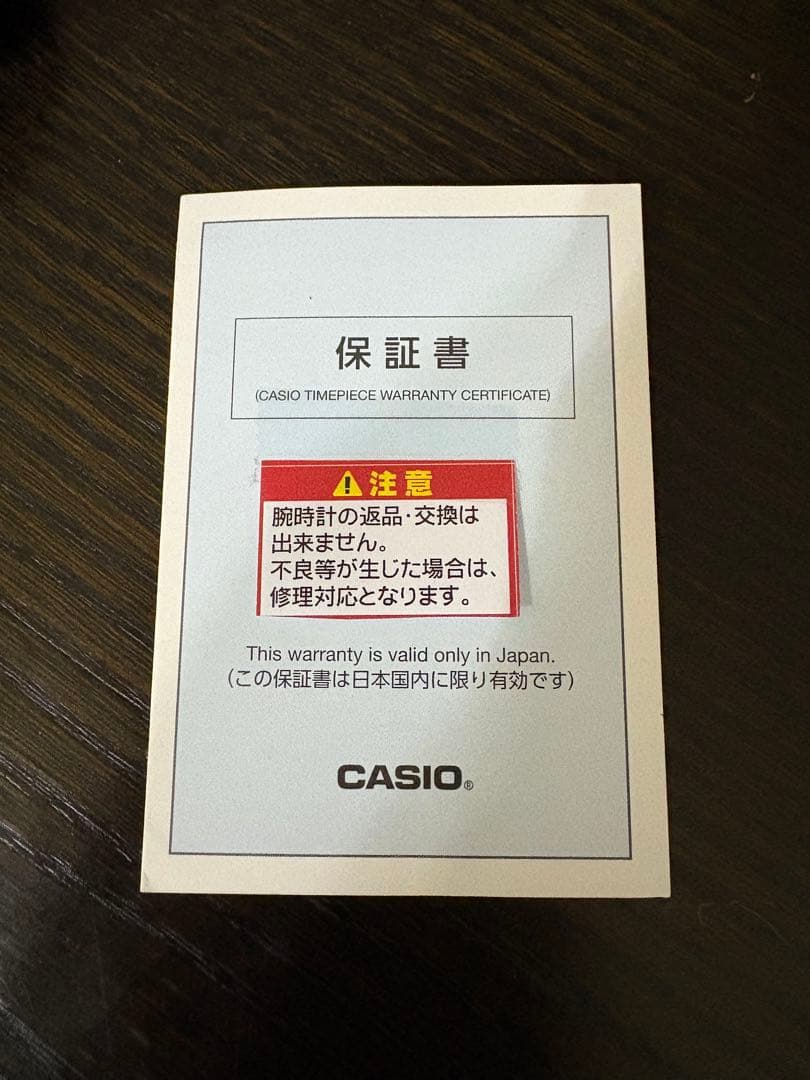 保証書
(CASIO TIMEPIECE WARRANTY CERTIFICATE)
注意
腕時計の返品・交換は
出来ません。
不良等が生じた場合は、
修理対応となります。
This warranty is valid only in Japan.
(この保証書は日本国内に限り有効です)
CASIO®